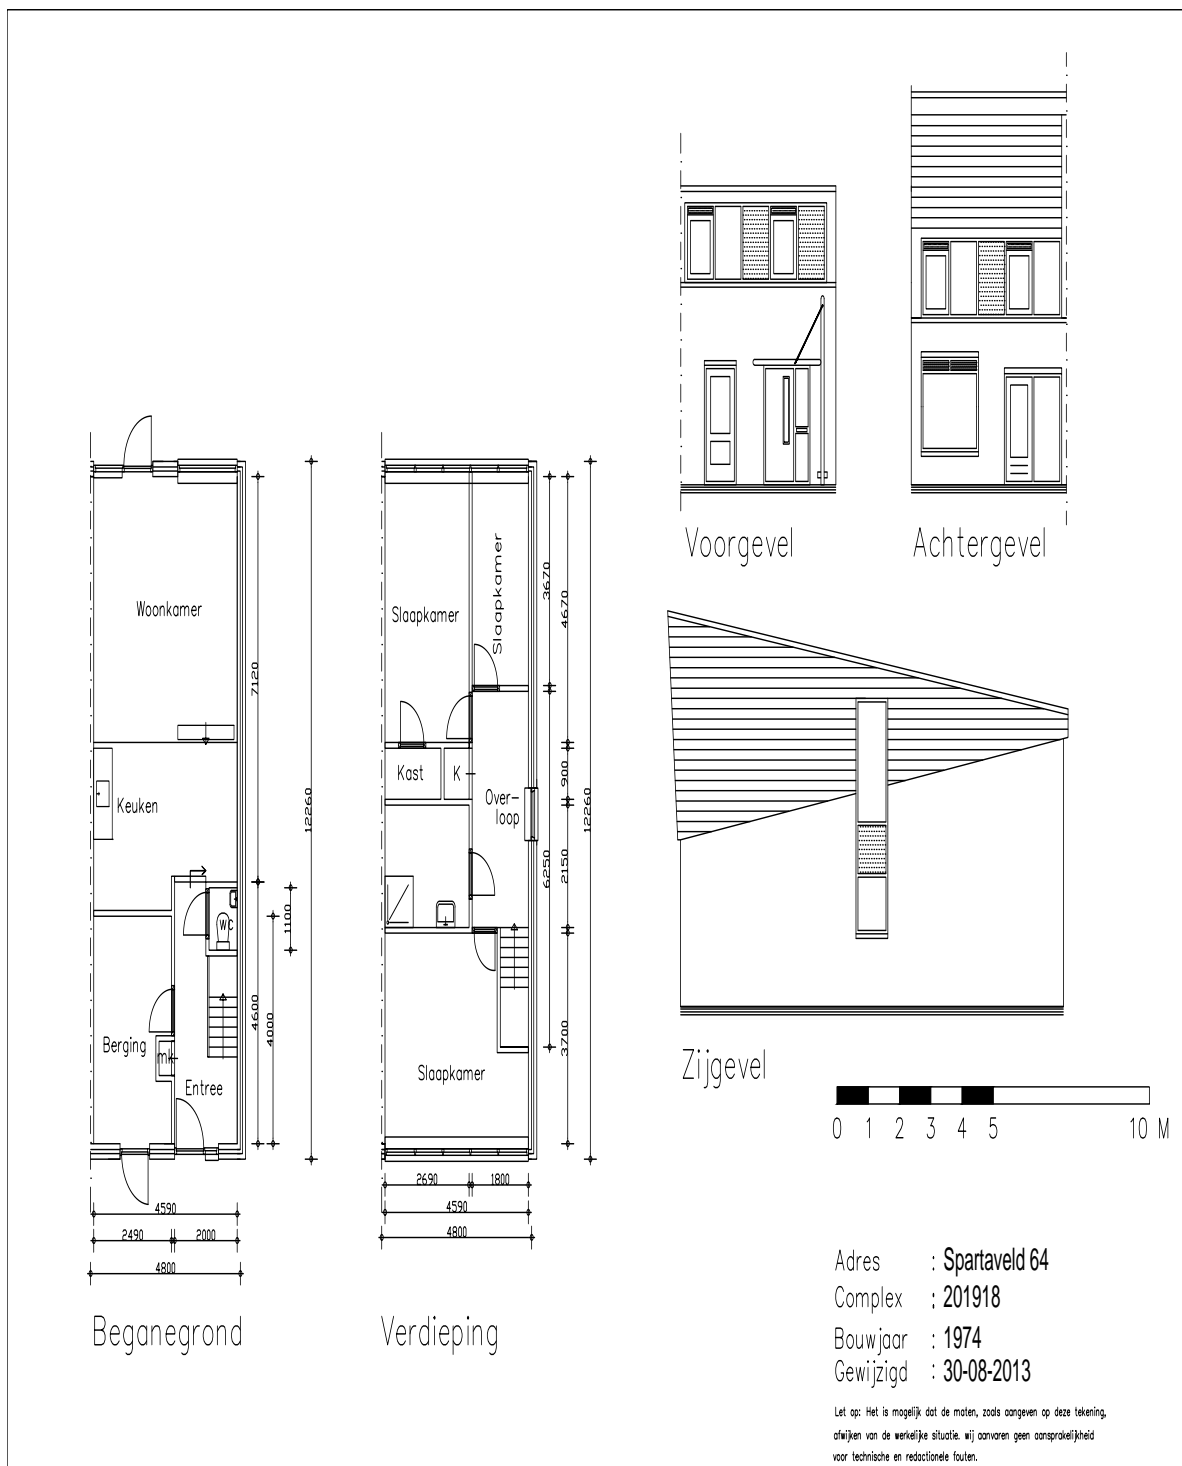 Voorgevel
Achtergevel
Woonkamer
7120
Keuken
12260
WC
1100
4600
4000
Berging
mk
Entree
4590
2490
2000
4800
Beganegrond
Slaapkamer
Slaapkamer
3670
4670
Kast
K
Over-
loop
900
12260
6250
2150
3700
Slaapkamer
2690
1800
4590
4800
Verdieping
Zijgevel
0 1 2 3 4 5 10 M
Adres : Spartaveld 64
Complex : 201918
Bouwjaar : 1974
Gewijzigd : 30-08-2013
Let op: Het is mogelijk dat de maten, zoals aangeven op deze tekening,
afwijken van de werkelijke situatie. wij aanvaren geen aansprakelijkheid
voor technische en redactionele fouten.